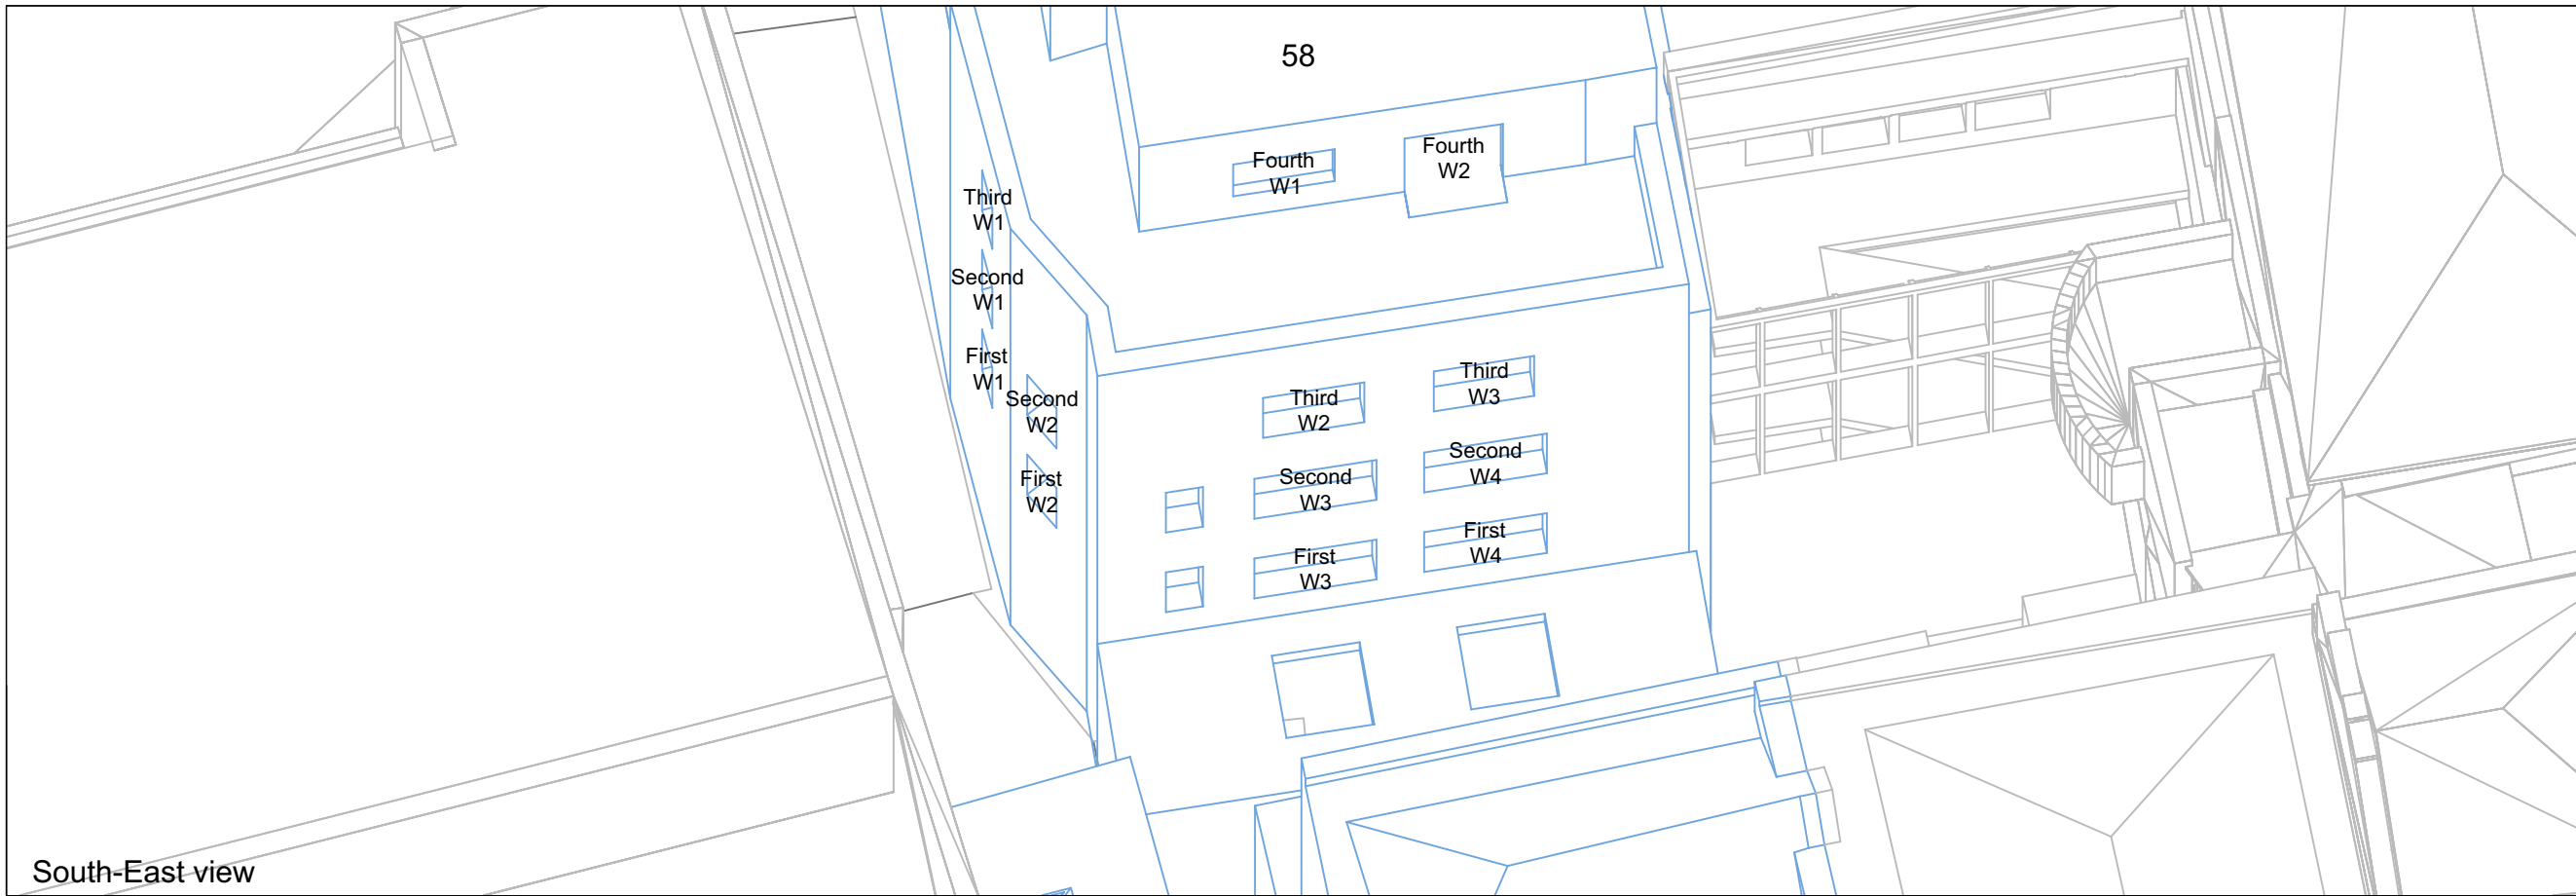 58
Fourth
W1
Fourth
W2
Third
W1
Second
W1
First
W1
Second
W2
First
W2
Third
W2
Third
W3
Second
W3
Second
W4
First
W3
First
W4
South-East view